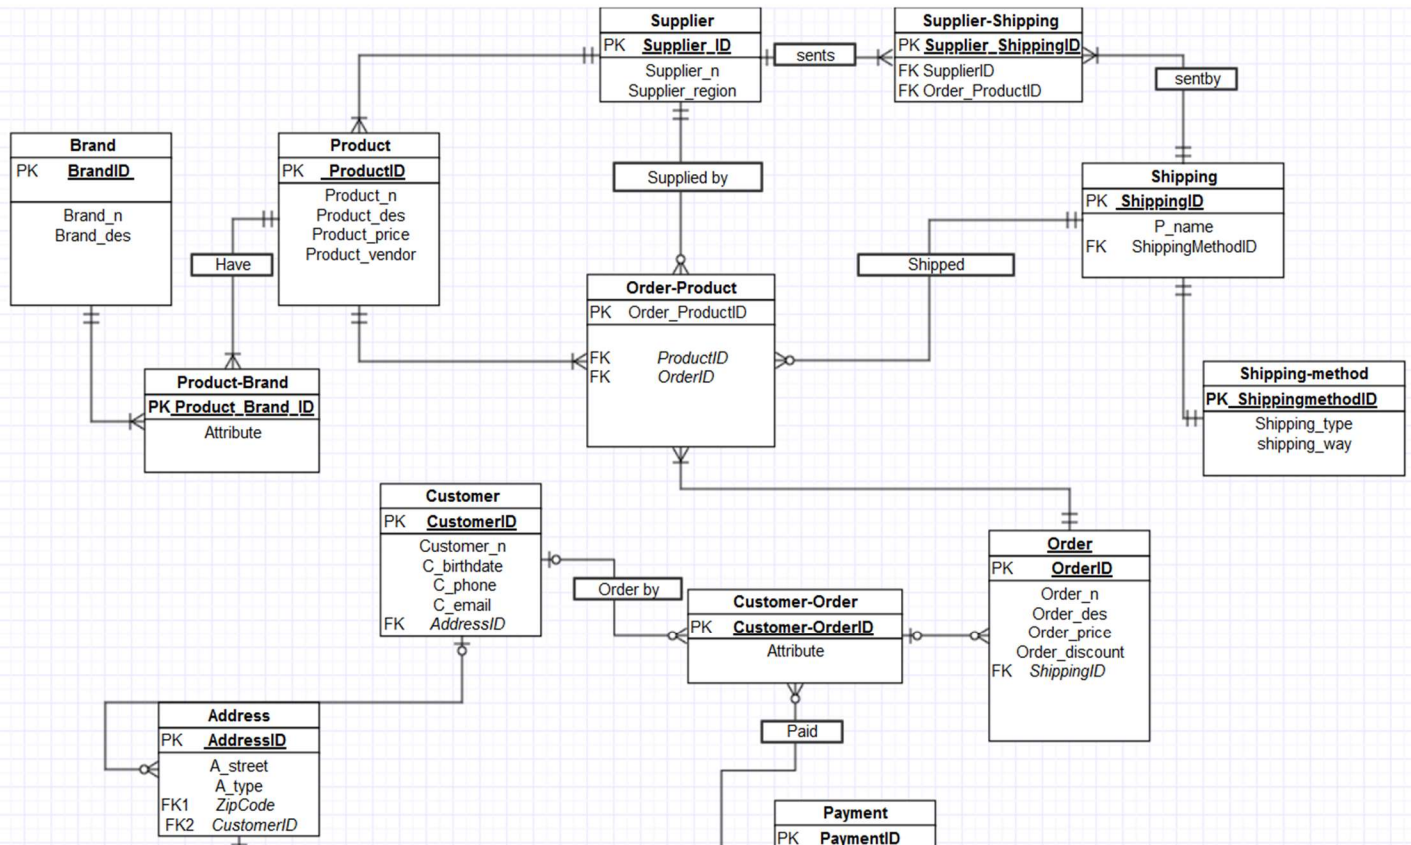 Supplier
PK Supplier_ID
Supplier_n
Supplier_region
sents
Supplier-Shipping
PK Supplier_ShippingID
FK SupplierID
FK Order_ProductID
sentby
Brand
PK BrandID
Brand_n
Brand_des
Product
PK ProductID
Product_n
Product_des
Product_price
Product_vendor
Supplied by
Shipping
PK ShippingID
P_name
FK ShippingMethodID
Have
Shipped
Order-Product
PK Order_ProductID
FK ProductID
FK OrderID
Product-Brand
PK Product_Brand_ID
Attribute
Shipping-method
PK ShippingmethodID
Shipping_type
shipping_way
Customer
PK CustomerID
Customer_n
C_birthdate
C_phone
C_email
FK AddressID
Order by
Customer-Order
PK Customer-OrderID
Attribute
Order
PK OrderID
Order_n
Order_des
Order_price
Order_discount
FK ShippingID
Address
PK AddressID
A_street
A_type
FK1 ZipCode
FK2 CustomerID
Paid
Payment
PK PaymentID